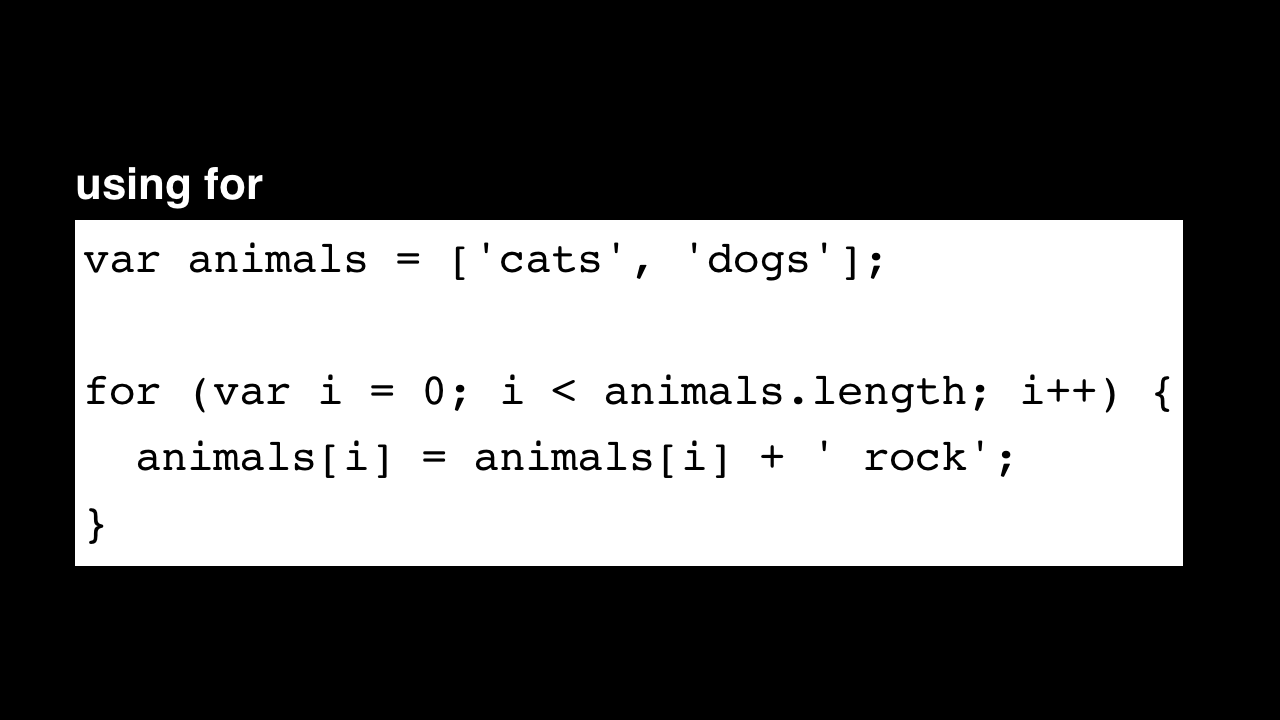 using for
var animals = ['cats', 'dogs'];
for (var i = 0; i < animals.length; i++) {
  animals[i] = animals[i] + ' rock';
}